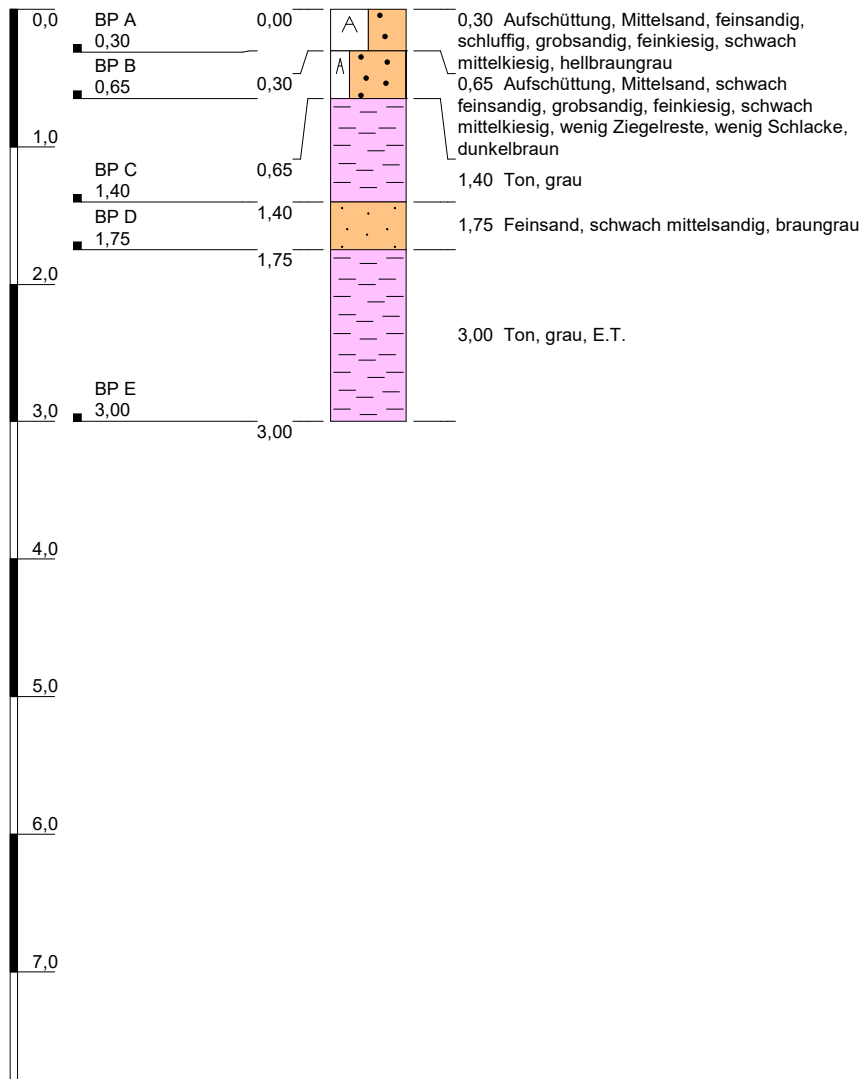 0,0
BP A
0,30
BP B
0,65
1,0
BP C
1,40
BP D
1,75
2,0
BP E
3,00
3,0
4,0
5,0
6,0
7,0
0,00
0,30
0,65
1,40
1,75
3,00
A
A
0,30 Aufschüttung, Mittelsand, feinsandig,
schluffig, grobsandig, feinkiesig, schwach
mittelkiesig, hellbraungrau
0,65 Aufschüttung, Mittelsand, schwach
feinsandig, grobsandig, feinkiesig, schwach
mittelkiesig, wenig Ziegelreste, wenig Schlacke,
dunkelbraun
1,40 Ton, grau
1,75 Feinsand, schwach mittelsandig, braungrau
3,00 Ton, grau, E.T.